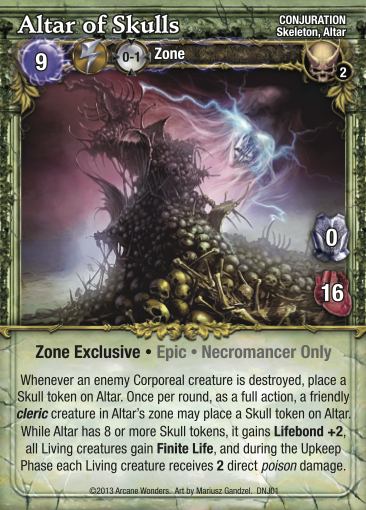 Altar of Skulls
CONJURATION
Skeleton, Altar
9
0-1
Zone
2
0
16
Zone Exclusive • Epic • Necromancer Only
Whenever an enemy Corporeal creature is destroyed, place a
Skull token on Altar. Once per round, as a full action, a friendly
cleric creature in Altar's zone may place a Skull token on Altar.
While Altar has 8 or more Skull tokens, it gains Lifebond +2,
all Living creatures gain Finite Life, and during the Upkeep
Phase each Living creature receives 2 direct poison damage.
©2013 Arcane Wonders. Art by Mariusz Gandzel. DNJ01